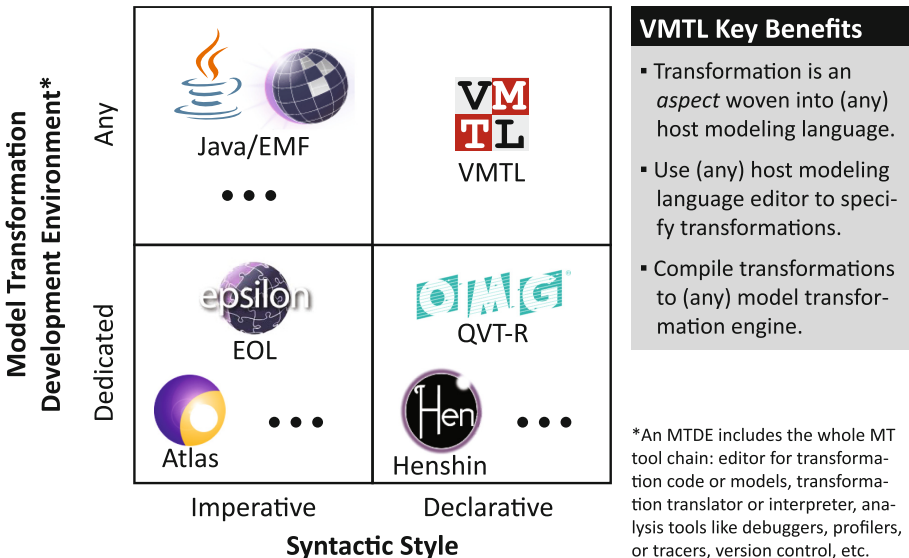 Model Transformation
Development Environment*
Any
Dedicated
Java/EMF
•••
VM
TL
VMTL
epsilon
EOL
Atlas
•••
OMG
QVT-R
Hen
Henshin
•••
Imperative
Declarative
Syntactic Style
VMTL Key Benefits
▪ Transformation is an
aspect woven into (any)
host modeling language.
▪ Use (any) host modeling
language editor to speci-
fy transformations.
▪ Compile transformations
to (any) model transfor-
mation engine.
*An MTDE includes the whole MT
tool chain: editor for transforma-
tion code or models, transforma-
tion translator or interpreter, ana-
lysis tools like debuggers, profilers,
or tracers, version control, etc.